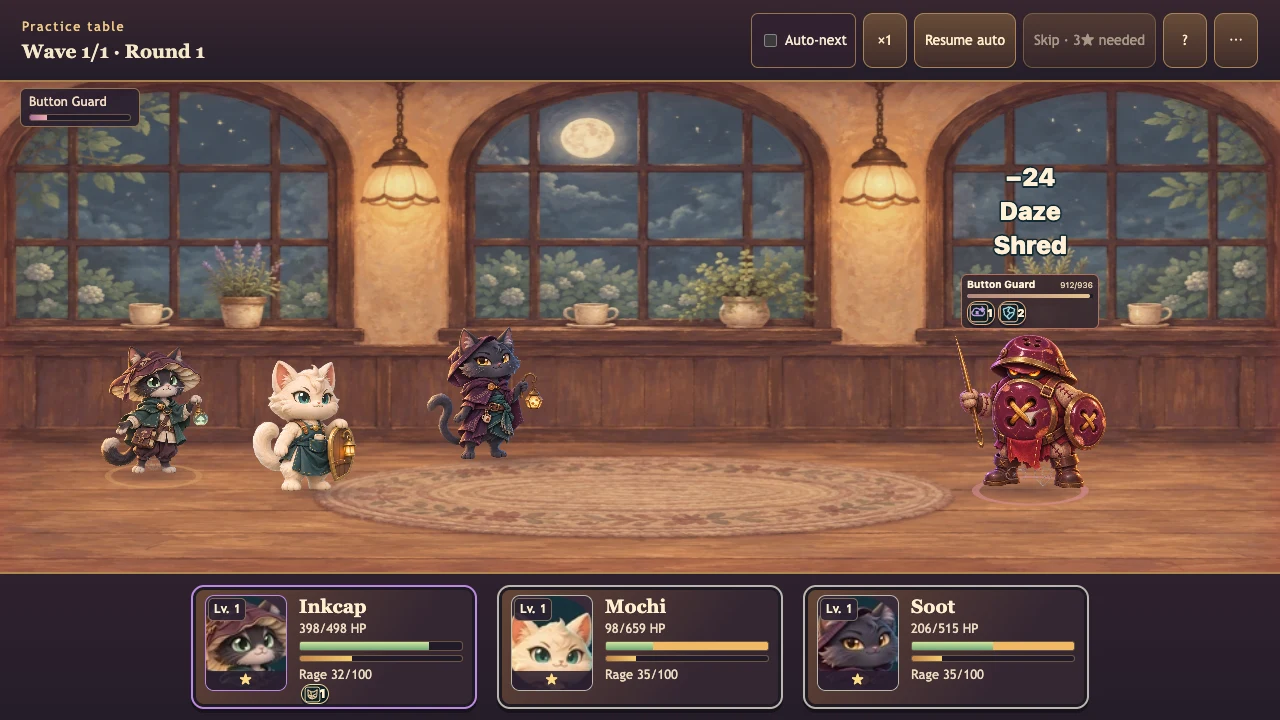 Practice table
Wave 1/1 · Round 1
Auto-next
×1
Resume auto
Skip · 3★ needed
?
···
Button Guard
−24
Daze
Shred
Button Guard 912/936
1 2
Lv. 1
Inkcap
398/498 HP
Rage 32/100
1
Lv. 1
Mochi
98/659 HP
Rage 35/100
Lv. 1
Soot
206/515 HP
Rage 35/100